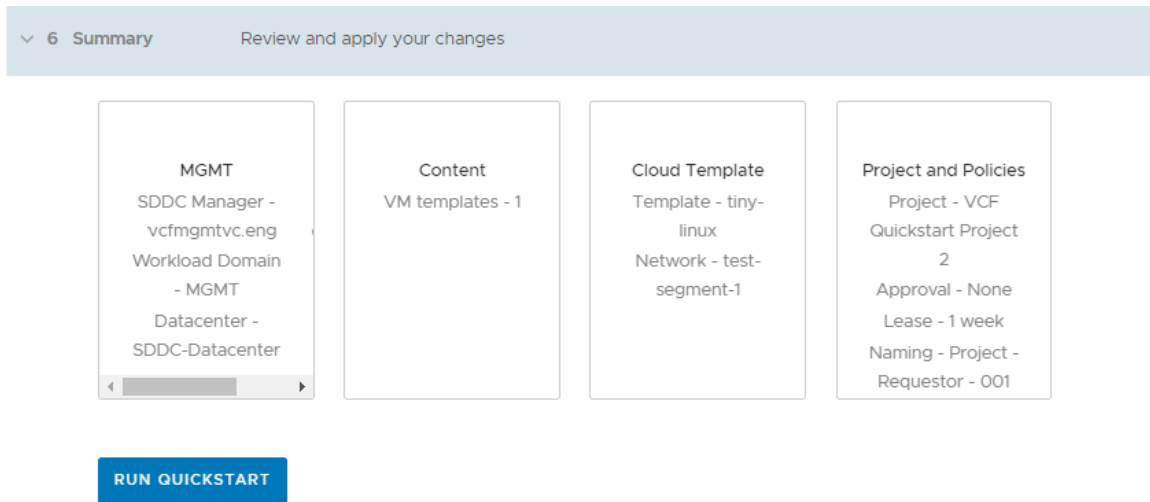 6 Summary Review and apply your changes
MGMT
SDDC Manager -
vcfmgmtvc.eng
Workload Domain
- MGMT
Datacenter -
SDDC-Datacenter
Content
VM templates - 1
Cloud Template
Template - tiny-
linux
Network - test-
segment-1
Project and Policies
Project - VCF
Quickstart Project
2
Approval - None
Lease - 1 week
Naming - Project -
Requestor - 001
RUN QUICKSTART